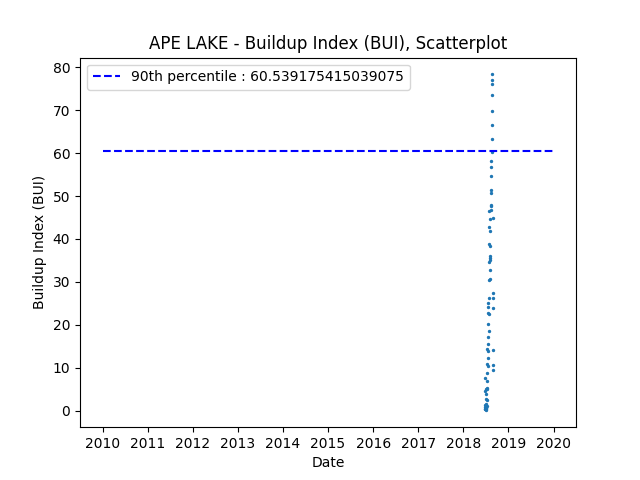 APE LAKE - Buildup Index (BUI), Scatterplot
90th percentile : 60.539175415039075
80
70
60
50
40
30
20
10
0
Buildup Index (BUI)
2010 2011 2012 2013 2014 2015 2016 2017 2018 2019 2020
Date